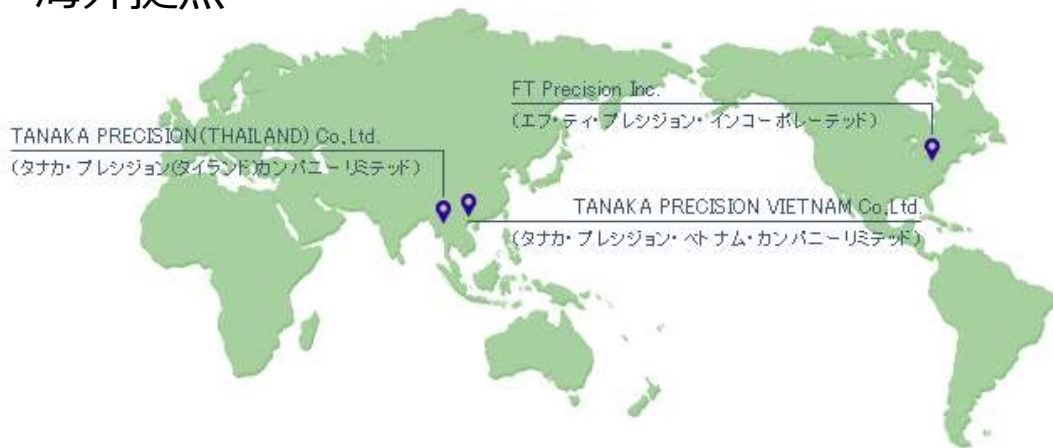 海外拠点
FT Precision Inc.
(エフ・ティ・プレシジョン・インコーポレーテッド)
TANAKA PRECISION(THAILAND) Co,Ltd.
(タナカ・プレシジョン(タイランド)カンパニーリミテッド)
TANAKA PRECISION VIETNAM Co,Ltd.
(タナカ・プレシジョン・ベトナム・カンパニーリミテッド)